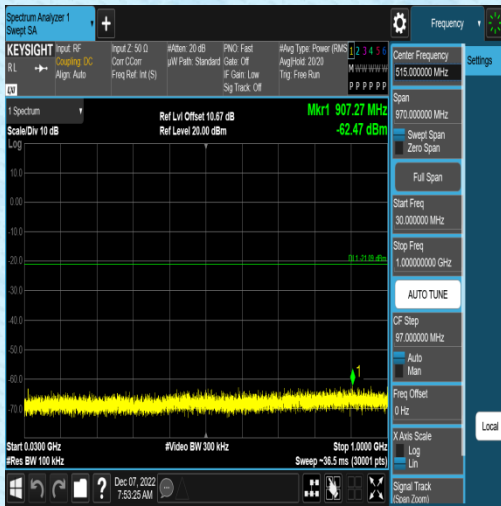 Spectrum Analyzer 1
Swept SA
Frequency
Settings
KEYSIGHT
RL
LXI
Input: RF
Coupling: DC
Align: Auto
Input Z: 50 Ω
Corr CCorr
Freq Ref: Int (S)
#Atten: 20 dB
µW Path: Standard
PNO: Fast
Gate: Off
IF Gain: Low
Sig Track: Off
#Avg Type: Power (RMS
Avg|Hold: 20/20
Trig: Free Run
1 2 3 4 5 6
M W W W W W
P P P P P P
1 Spectrum
Scale/Div 10 dB
Log
Ref Lvl Offset 10.67 dB
Ref Level 20.00 dBm
Mkr1 907.27 MHz
-62.47 dBm
10.0
0.00
-10.0
-20.0
-30.0
-40.0
-50.0
-60.0
-70.0
1
Start 0.0300 GHz
#Res BW 100 kHz
#Video BW 300 kHz
Stop 1.0000 GHz
Sweep ~36.5 ms (30001 pts)
Dec 07, 2022
7:53:25 AM
Center Frequency
515.000000 MHz
Span
970.000000 MHz
Swept Span
Zero Span
Full Span
Start Freq
30.000000 MHz
Stop Freq
1.000000000 GHz
AUTO TUNE
CF Step
97.000000 MHz
Auto
Man
Freq Offset
0 Hz
X Axis Scale
Log
Lin
Signal Track
(Span Zoom)
Local